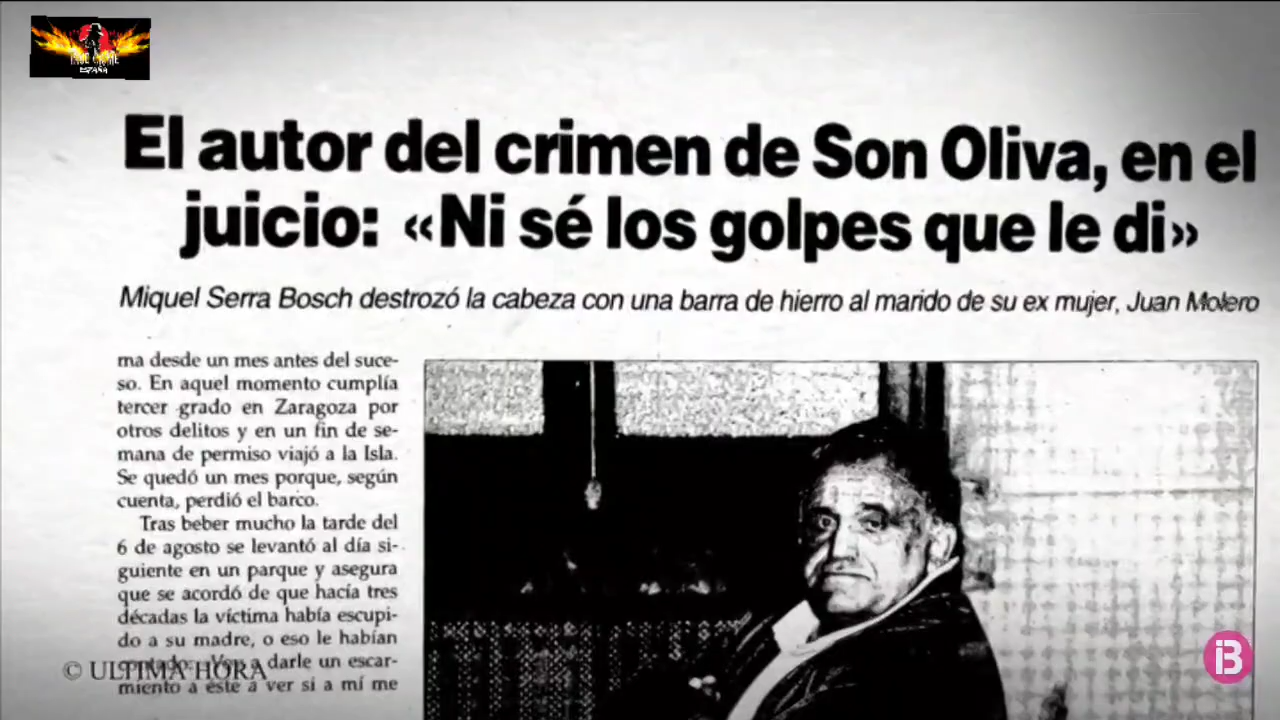 ESPAÑA
El autor del crimen de Son Oliva, en el
juicio: «Ni sé los golpes que le di»
Miquel Serra Bosch destrozó la cabeza con una barra de hierro al marido de su ex mujer, Juan Molero
ma desde un mes antes del suce-
so. En aquel momento cumplía
tercer grado en Zaragoza por
otros delitos y en un fin de se-
mana de permiso viajó a la Isla.
Se quedó un mes porque, según
cuenta, perdió el barco.
Tras beber mucho la tarde del
6 de agosto se levantó al día si-
guiente en un parque y asegura
que se acordó de que hacía tres
décadas la víctima había escupi-
do a su madre, o eso le habían
darle un escar-
miento a éste a ver si a mí me
© ULTIMA HORA
IB